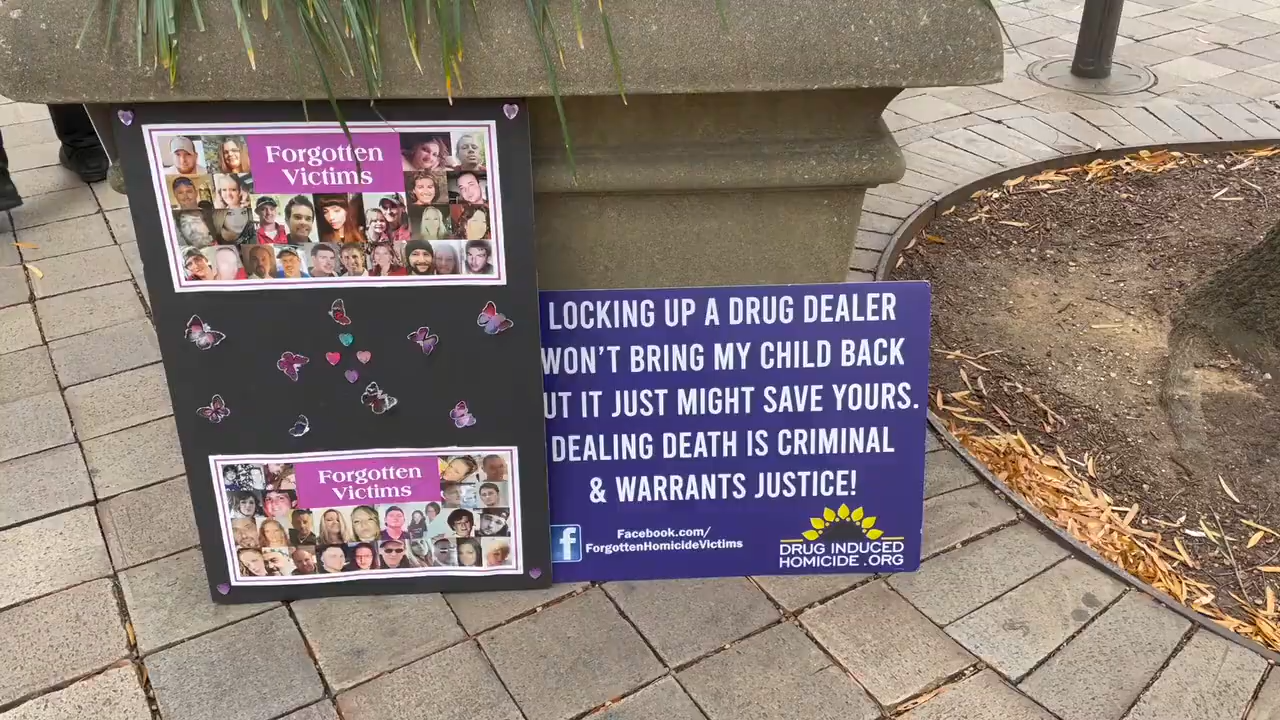 Forgotten
Victims
LOCKING UP A DRUG DEALER
WON'T BRING MY CHILD BACK
UT IT JUST MIGHT SAVE YOURS.
DEALING DEATH IS CRIMINAL
& WARRANTS JUSTICE!
Forgotten
Victims
f
Facebook.com/
ForgottenHomicideVictims
DRUG INDUCED
HOMICIDE.ORG